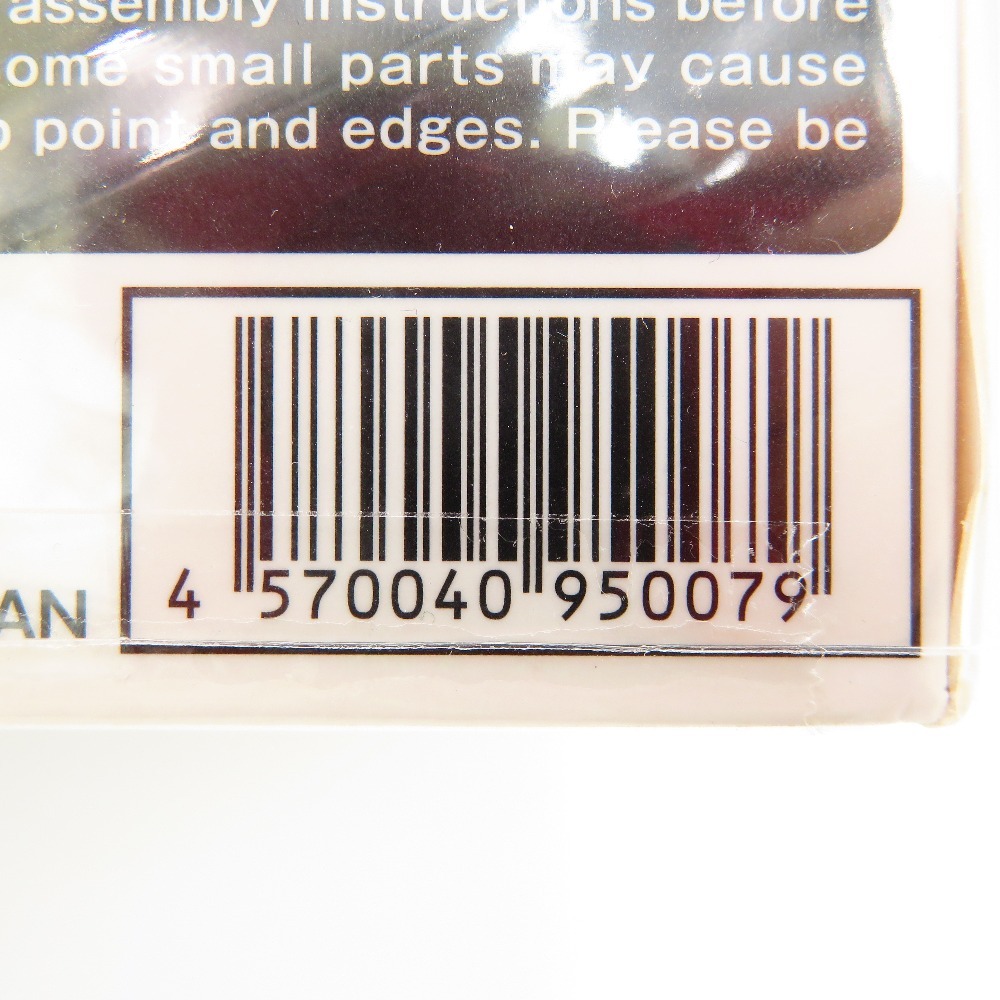 assembly instructions before
ome small parts may cause
point and edges. Please be
AN
4 570040 950079